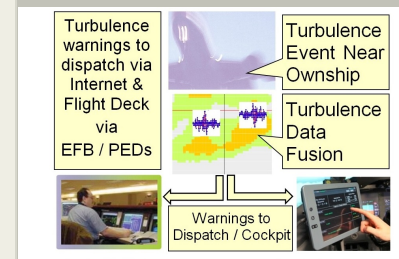 Turbulence
warnings to
dispatch via
Internet &
Flight Deck
via
EFB / PEDs
Turbulence
Event Near
Ownship
Turbulence
Data
Fusion
Warnings to
Dispatch / Cockpit